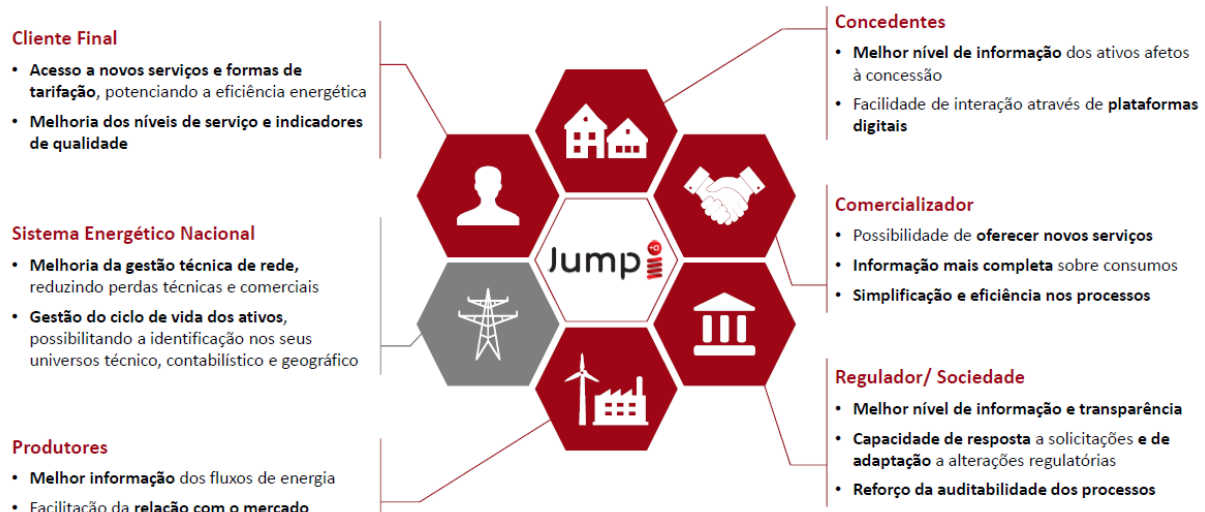 Cliente Final
• Acesso a novos serviços e formas de
tarifação, potenciando a eficiência energética
• Melhoria dos níveis de serviço e indicadores
de qualidade
Sistema Energético Nacional
• Melhoria da gestão técnica de rede,
reduzindo perdas técnicas e comerciais
• Gestão do ciclo de vida dos ativos,
possibilitando a identificação nos seus
universos técnico, contabilístico e geográfico
Produtores
• Melhor informação dos fluxos de energia
• Facilitação da relação com o mercado
Jump
Concedentes
• Melhor nível de informação dos ativos afetos
à concessão
• Facilidade de interação através de plataformas
digitais
Comercializador
• Possibilidade de oferecer novos serviços
• Informação mais completa sobre consumos
• Simplificação e eficiência nos processos
Regulador/ Sociedade
• Melhor nível de informação e transparência
• Capacidade de resposta a solicitações e de
adaptação a alterações regulatórias
• Reforço da auditabilidade dos processos